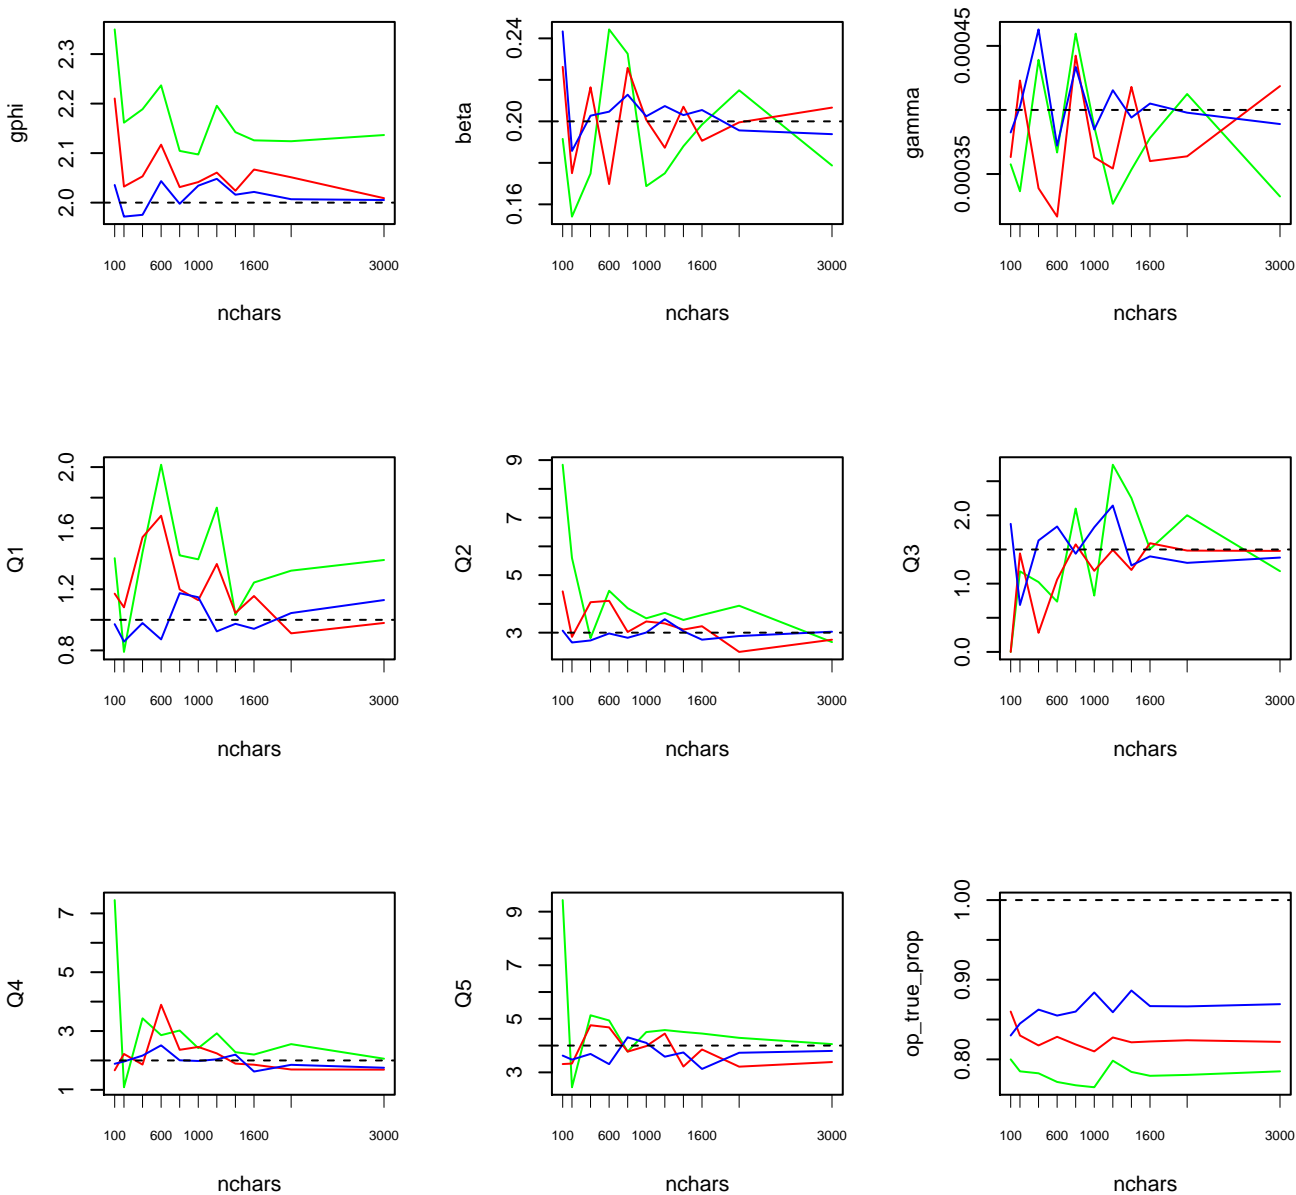 gphi
2.0 2.1 2.2 2.3
100 600 1000 1600 3000
nchars
beta
0.16 0.20 0.24
100 600 1000 1600 3000
nchars
gamma
0.00035 0.00045
100 600 1000 1600 3000
nchars
Q1
0.8 1.2 1.6 2.0
100 600 1000 1600 3000
nchars
Q2
3 5 7 9
100 600 1000 1600 3000
nchars
Q3
0.0 1.0 2.0
100 600 1000 1600 3000
nchars
Q4
1 3 5 7
100 600 1000 1600 3000
nchars
Q5
3 5 7 9
100 600 1000 1600 3000
nchars
op_true_prop
0.80 0.90 1.00
100 600 1000 1600 3000
nchars